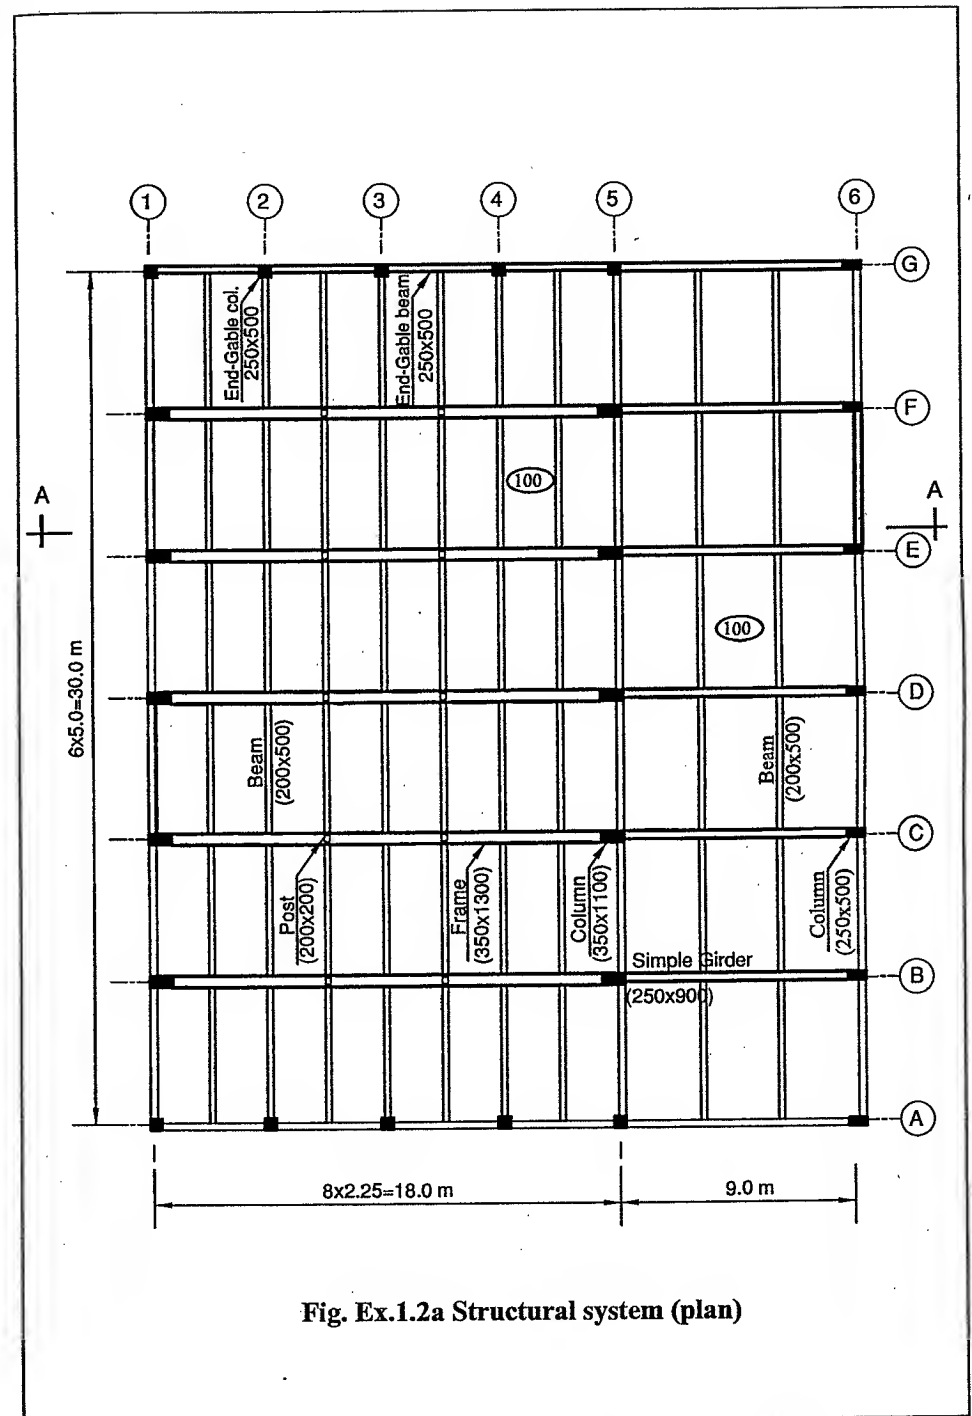 1 2 3 4 5 6
G
End-Gable col.
250x500
End-Gable beam
250x500
F
100
A
A
E
100
D
6x5.0=30.0 m
Beam
(200x500)
Beam
(200x500)
C
Post
(200x200)
Frame
(350x1300)
Column
(350x1100)
Column
(250x500)
Simple Girder
(250x900)
B
A
8x2.25=18.0 m
9.0 m
Fig. Ex.1.2a Structural system (plan)